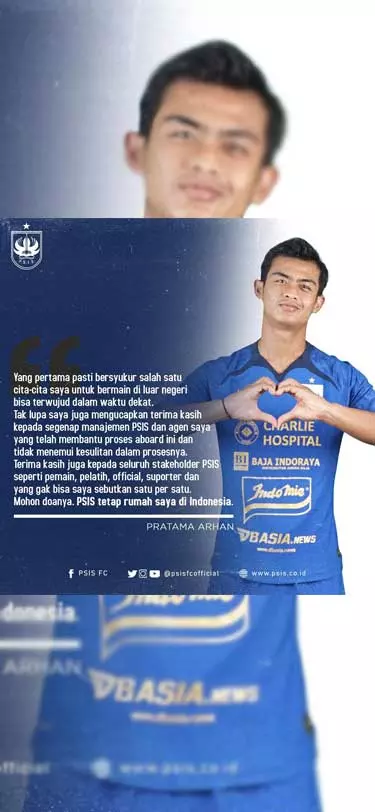 PSIS
Yang pertama pasti bersyukur salah satu
cita-cita saya untuk bermain di luar negeri
bisa terwujud dalam waktu dekat.
Tak lupa saya juga mengucapkan terima kasih
kepada segenap manajemen PSIS dan agen saya
yang telah membantu proses aboard ini dan
tidak menemui kesulitan dalam prosesnya.
Terima kasih juga kepada seluruh stakeholder PSIS
seperti pemain, pelatih, official, suporter dan
yang gak bisa saya sebutkan satu per satu.
Mohon doanya. PSIS tetap rumah saya di Indonesia.
PRATAMA ARHAN
CHARLIE
HOSPITAL
BJ BAJA INDORAYA
Indomie
BASIA.NEWS
PSIS FC @psisfcofficial www.psis.co.id
donesia.
ARHAN
BASIA.NEWS
fficial www.psis.co.id